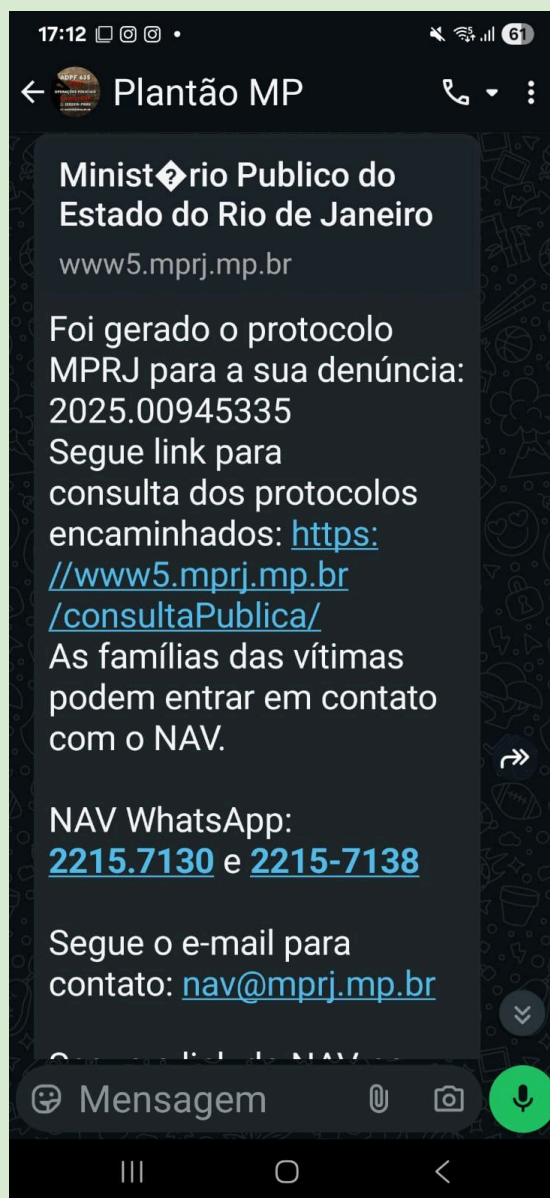 17:12
61
Plantão MP
ADPF 635
Minist�rio Publico do
Estado do Rio de Janeiro
www5.mprj.mp.br
Foi gerado o protocolo
MPRJ para a sua denúncia:
2025.00945335
Segue link para
consulta dos protocolos
encaminhados: https:
//www5.mprj.mp.br
/consultaPublica/
As famílias das vítimas
podem entrar em contato
com o NAV.
NAV WhatsApp:
2215.7130 e 2215-7138
Segue o e-mail para
contato: nav@mprj.mp.br
Mensagem